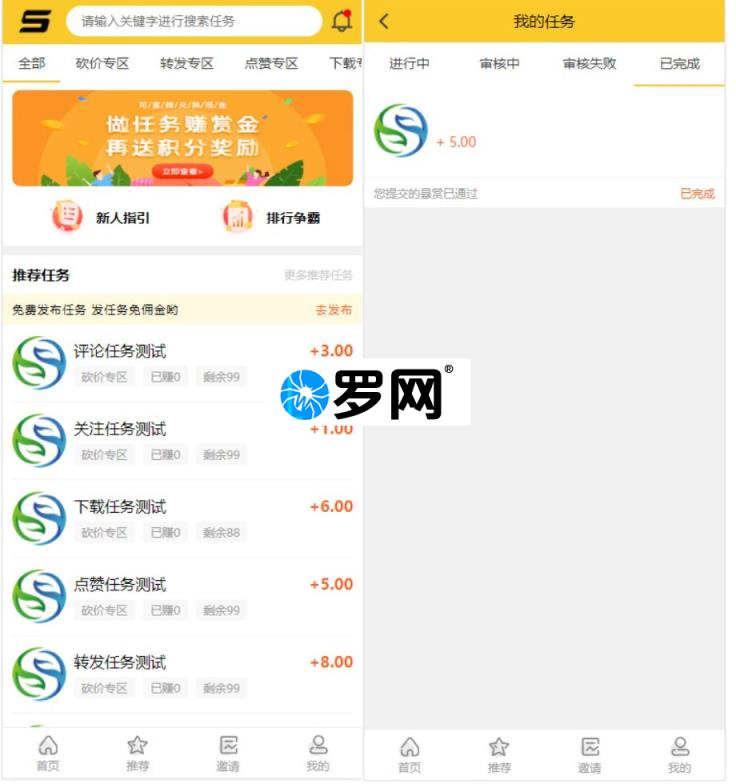 请输入关键字进行搜索任务
全部 砍价专区 转发专区 点赞专区 下载专
可/直/接/兑/换/现/金
做任务赚赏金
再送积分奖励
立即查看>
新人指引 排行争霸
推荐任务 更多推荐任务
免费发布任务 发任务免佣金哟 去发布
评论任务测试 +3.00
砍价专区 已赚0 剩余99
关注任务测试 +1.00
砍价专区 已赚0 剩余99
下载任务测试 +6.00
砍价专区 已赚0 剩余88
点赞任务测试 +5.00
砍价专区 已赚0 剩余99
转发任务测试 +8.00
砍价专区 已赚0 剩余99
首页 推荐 邀请 我的
我的任务
进行中 审核中 审核失败 已完成
+ 5.00
您提交的悬赏已通过 已完成
罗网®
首页 推荐 邀请 我的